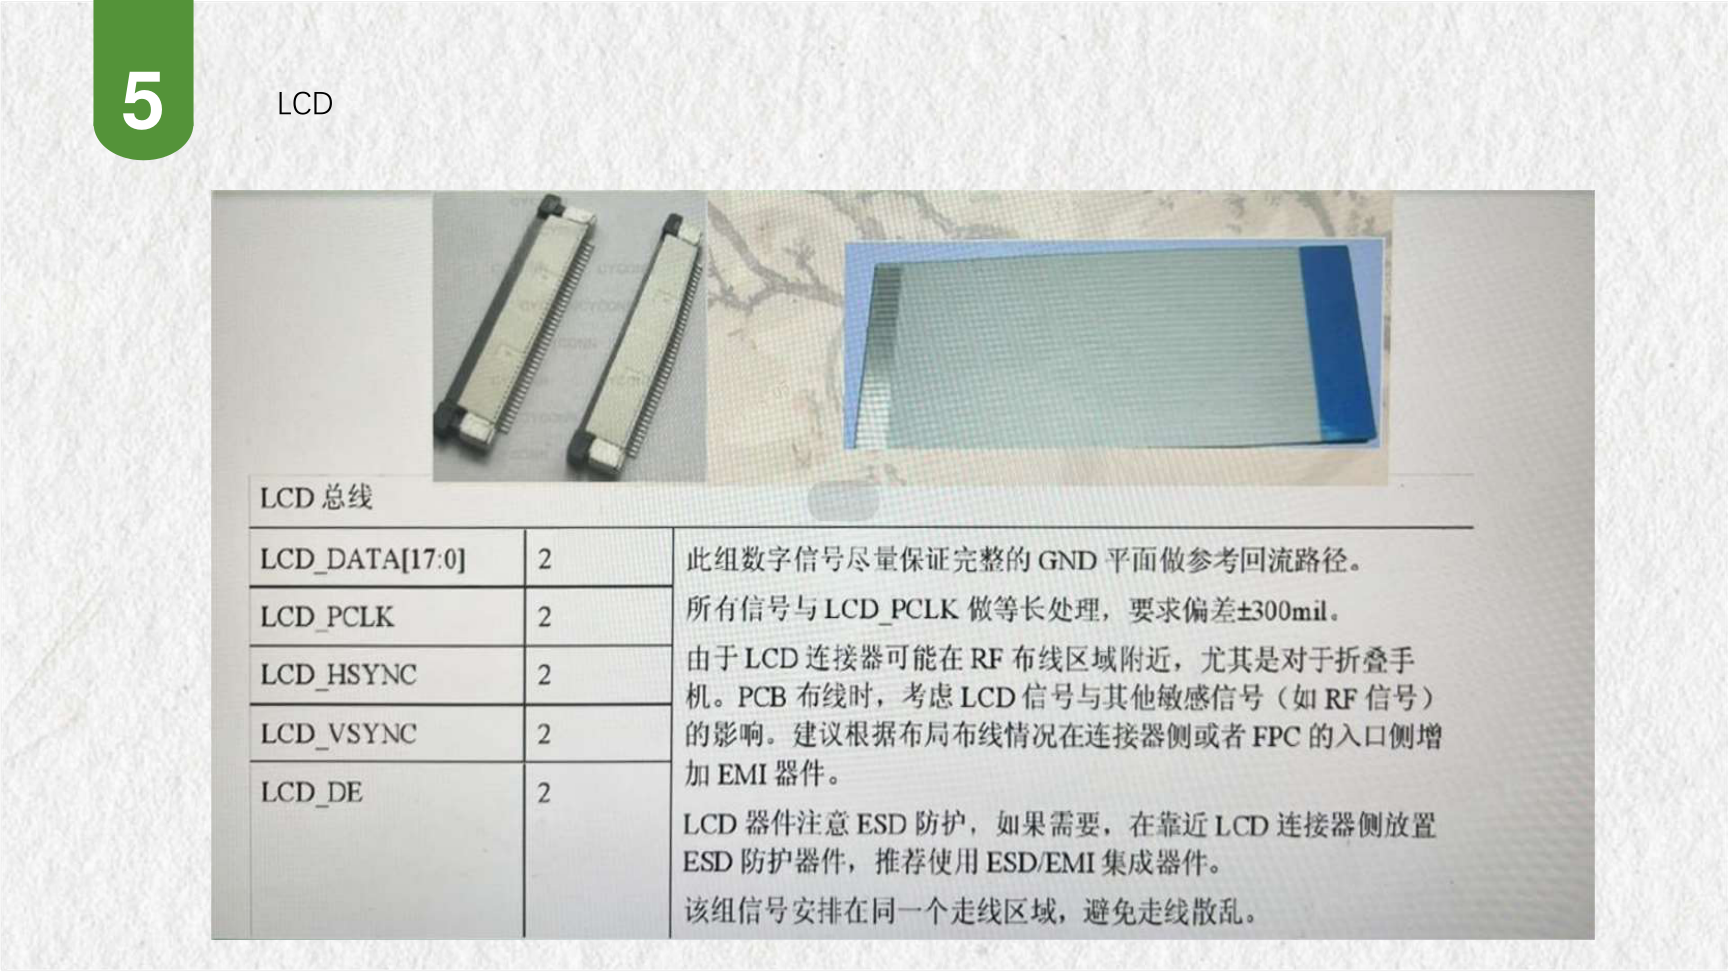 5
LCD
LCD 总线
LCD_DATA[17:0] 2
LCD_PCLK 2
LCD_HSYNC 2
LCD_VSYNC 2
LCD_DE 2
此组数字信号尽量保证完整的 GND 平面做参考回流路径。
所有信号与 LCD_PCLK 做等长处理，要求偏差±300mil。
由于 LCD 连接器可能在 RF 布线区域附近，尤其是对于折叠手
机。PCB 布线时，考虑 LCD 信号与其他敏感信号（如 RF 信号）
的影响。建议根据布局布线情况在连接器侧或者 FPC 的入口侧增
加 EMI 器件。
LCD 器件注意 ESD 防护，如果需要，在靠近 LCD 连接器侧放置
ESD 防护器件，推荐使用 ESD/EMI 集成器件。
该组信号安排在同一个走线区域，避免走线散乱。